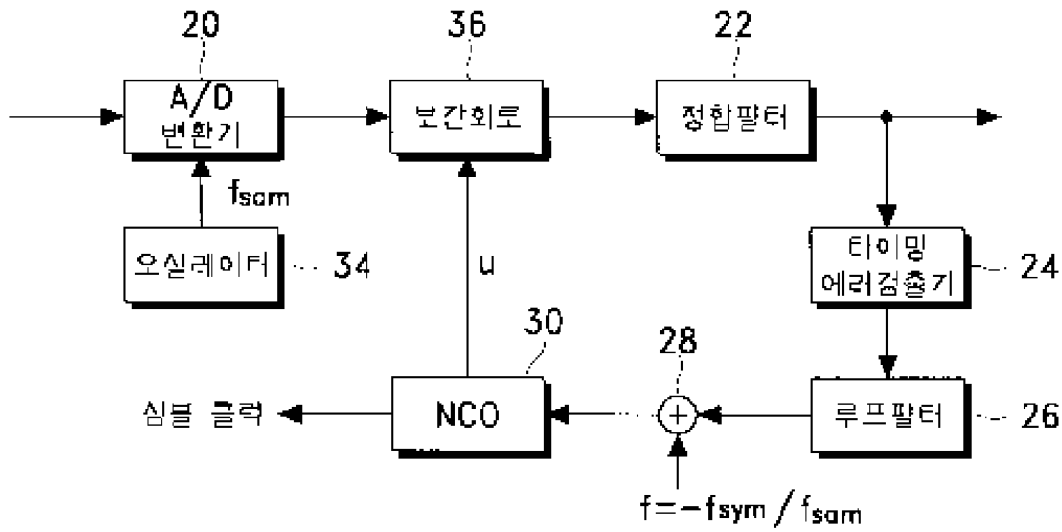 20
36
22
A/D
변환기
보간회로
정합필터
fsam
오실레이터
34
u
타이밍
에러검출기
24
30
28
심볼 클럭
NCO
+
루프필터
26
f=-fsym/fsam